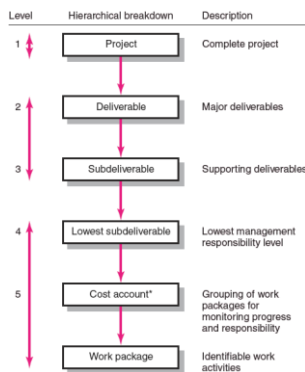 Level Hierarchical breakdown Description
1 Project Complete project
2 Deliverable Major deliverables
3 Subdeliverable Supporting deliverables
4 Lowest subdeliverable Lowest management
responsibility level
5 Cost account* Grouping of work
packages for
monitoring progress
and responsibility
Work package Identifiable work
activities